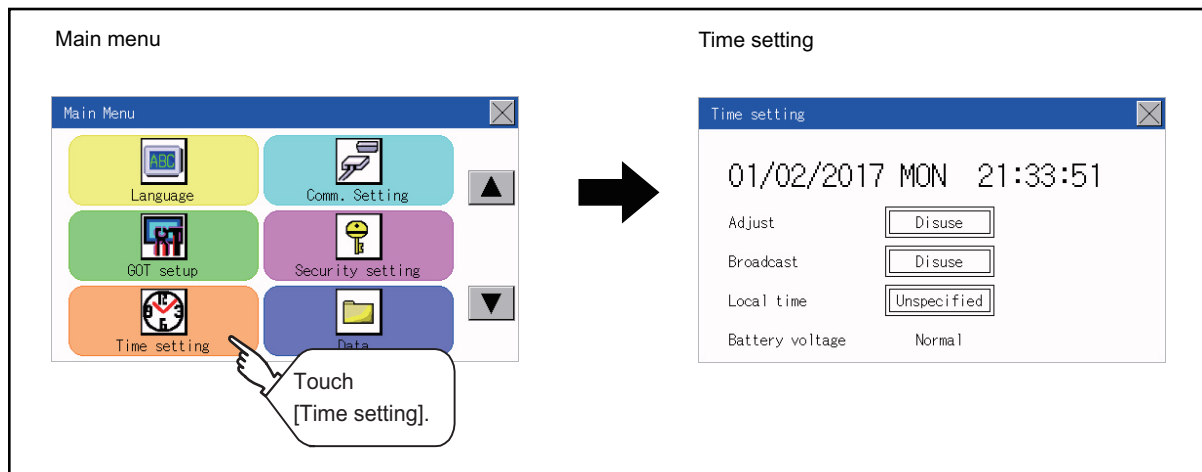 Main menu
Time setting
Main Menu
ABC
Language
Comm. Setting
GOT setup
Security setting
Time setting
Data
Touch
[Time setting].
Time setting
01/02/2017 MON 21:33:51
Adjust Disuse
Broadcast Disuse
Local time Unspecified
Battery voltage Normal